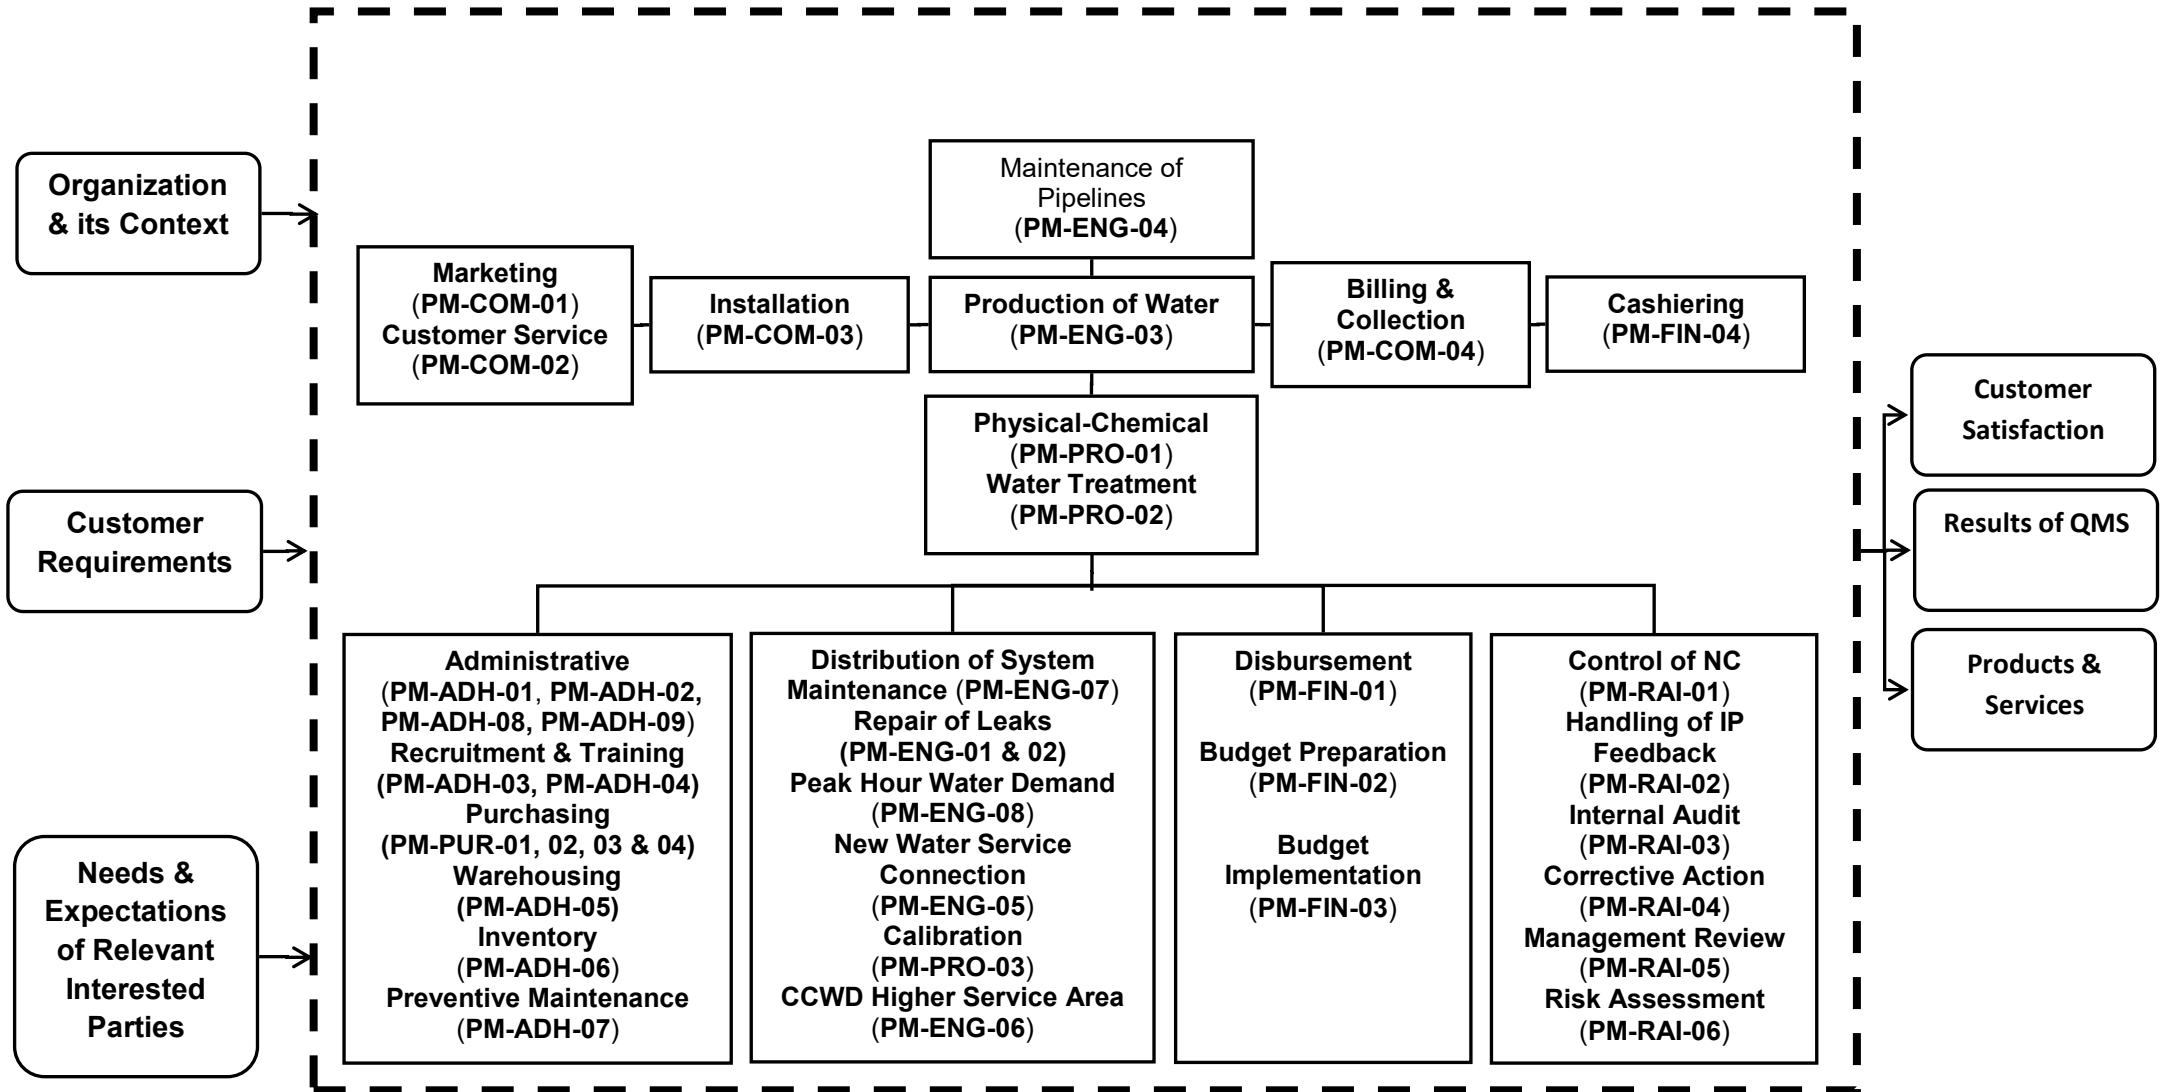 Organization
& its Context
Customer
Requirements
Needs &
Expectations
of Relevant
Interested
Parties
Maintenance of
Pipelines
(PM-ENG-04)
Marketing
(PM-COM-01)
Customer Service
(PM-COM-02)
Installation
(PM-COM-03)
Production of Water
(PM-ENG-03)
Billing &
Collection
(PM-COM-04)
Cashiering
(PM-FIN-04)
Physical-Chemical
(PM-PRO-01)
Water Treatment
(PM-PRO-02)
Administrative
(PM-ADH-01, PM-ADH-02,
PM-ADH-08, PM-ADH-09)
Recruitment & Training
(PM-ADH-03, PM-ADH-04)
Purchasing
(PM-PUR-01, 02, 03 & 04)
Warehousing
(PM-ADH-05)
Inventory
(PM-ADH-06)
Preventive Maintenance
(PM-ADH-07)
Distribution of System
Maintenance (PM-ENG-07)
Repair of Leaks
(PM-ENG-01 & 02)
Peak Hour Water Demand
(PM-ENG-08)
New Water Service
Connection
(PM-ENG-05)
Calibration
(PM-PRO-03)
CCWD Higher Service Area
(PM-ENG-06)
Disbursement
(PM-FIN-01)
Budget Preparation
(PM-FIN-02)
Budget
Implementation
(PM-FIN-03)
Control of NC
(PM-RAI-01)
Handling of IP
Feedback
(PM-RAI-02)
Internal Audit
(PM-RAI-03)
Corrective Action
(PM-RAI-04)
Management Review
(PM-RAI-05)
Risk Assessment
(PM-RAI-06)
Customer
Satisfaction
Results of QMS
Products &
Services